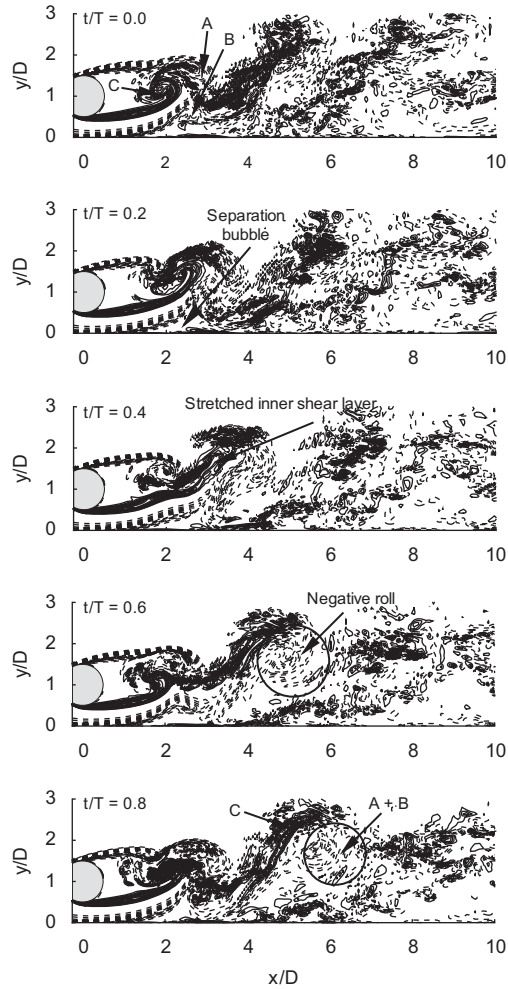 3
t/T = 0.0
A
B
2
y/D
C
1
0
0
2
4
6
8
10
3
t/T = 0.2
Separation
bubble
2
y/D
1
0
0
2
4
6
8
10
3
Stretched inner shear layer
t/T = 0.4
2
y/D
1
0
0
2
4
6
8
10
3
t/T = 0.6
Negative roll
2
y/D
1
0
0
2
4
6
8
10
3
t/T = 0.8
C
A + B
2
y/D
1
0
0
2
4
6
8
10
x/D